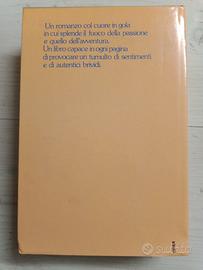 Un romanzo col cuore in gola
in cui splende il fuoco della passione
e quello dell'avventura.
Un libro capace in ogni pagina
di provocare un tumulto di sentimenti
e di autentici brividi.
subito